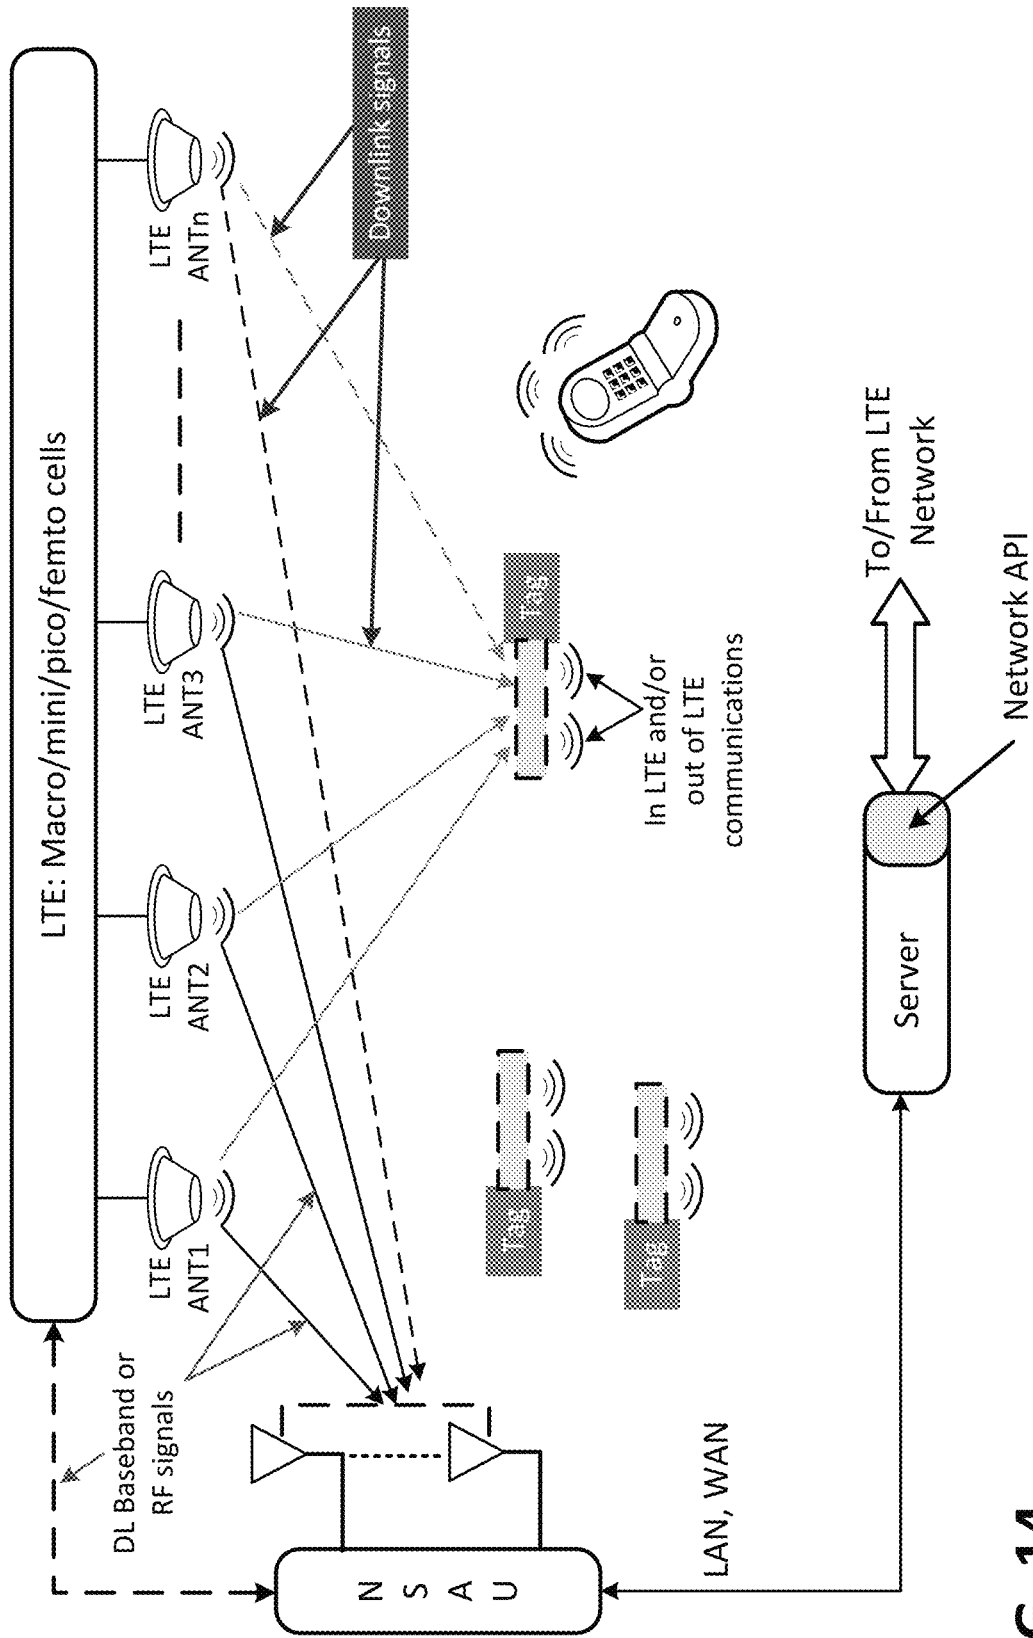 LTE: Macro/mini/pico/femto cells
DL Baseband or
RF signals
LTE
ANT1
LTE
ANT2
LTE
ANT3
LTE
ANTn
Downlink signals
N
S
A
U
Tag
Tag
Tag
In LTE and/or
out of LTE
communications
LAN, WAN
Server
To/From LTE
Network
Network API